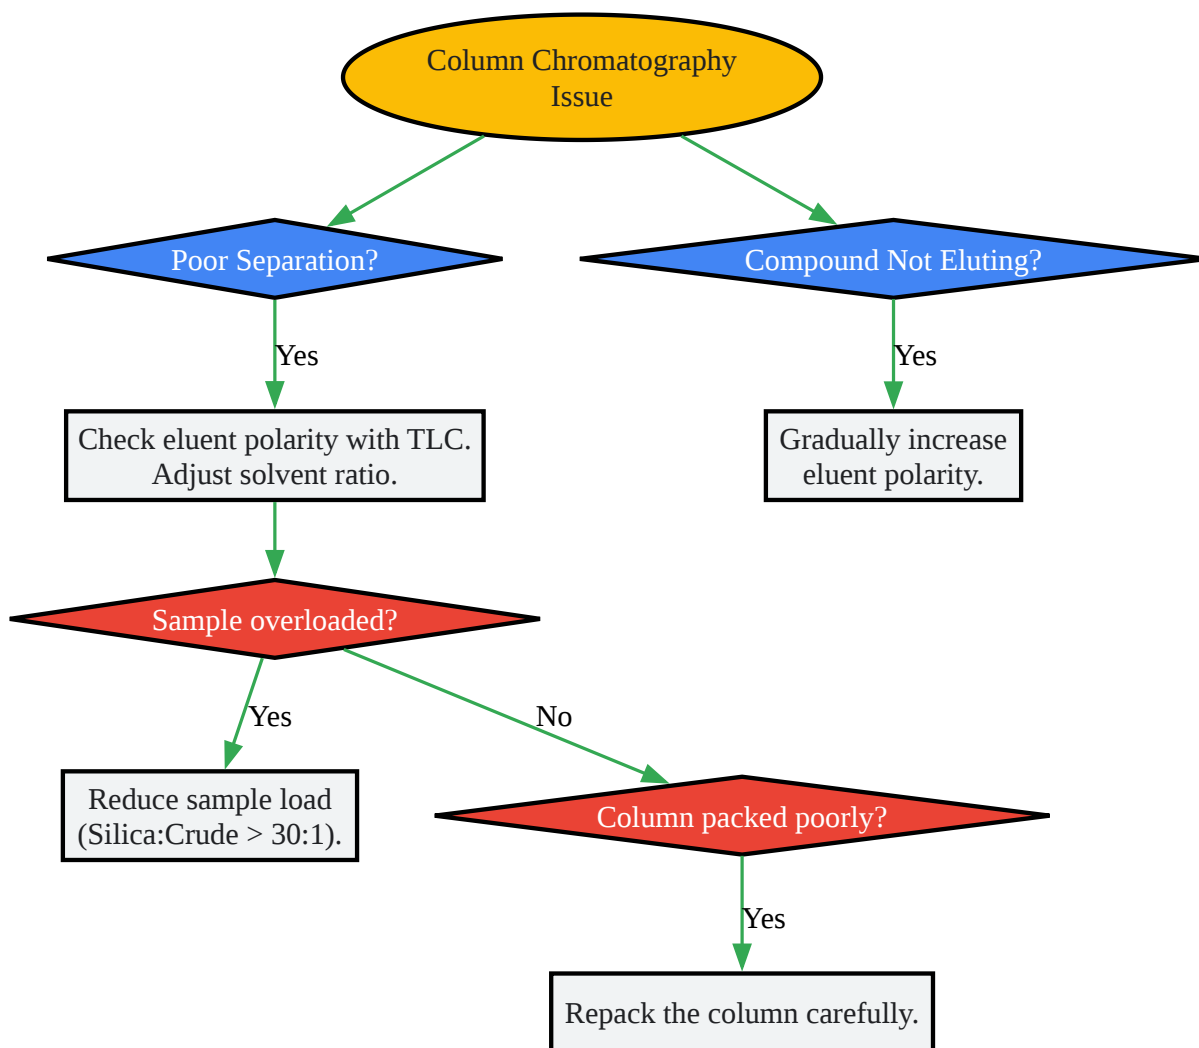 Column Chromatography
Issue
Poor Separation?
Compound Not Eluting?
Yes
Yes
Check eluent polarity with TLC.
Adjust solvent ratio.
Gradually increase
eluent polarity.
Sample overloaded?
Yes
No
Reduce sample load
(Silica:Crude > 30:1).
Column packed poorly?
Yes
Repack the column carefully.